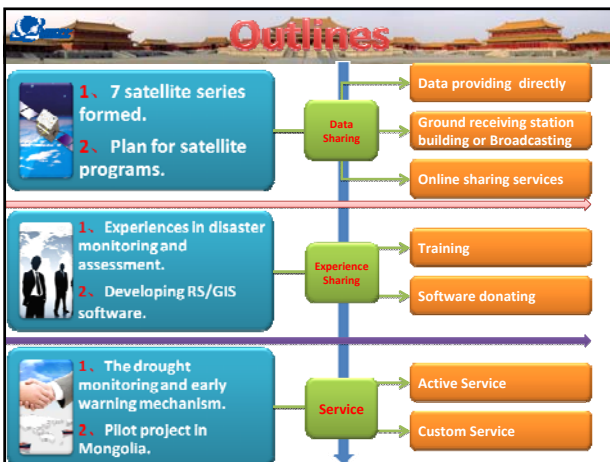 Outlines
1、 7 satellite series
formed.
2、 Plan for satellite
programs.
Data
Sharing
Data providing directly
Ground receiving station
building or Broadcasting
Online sharing services
1、 Experiences in disaster
monitoring and
assessment.
2、 Developing RS/GIS
software.
Experience
Sharing
Training
Software donating
1、 The drought
monitoring and early
warning mechanism.
2、 Pilot project in
Mongolia.
Service
Active Service
Custom Service